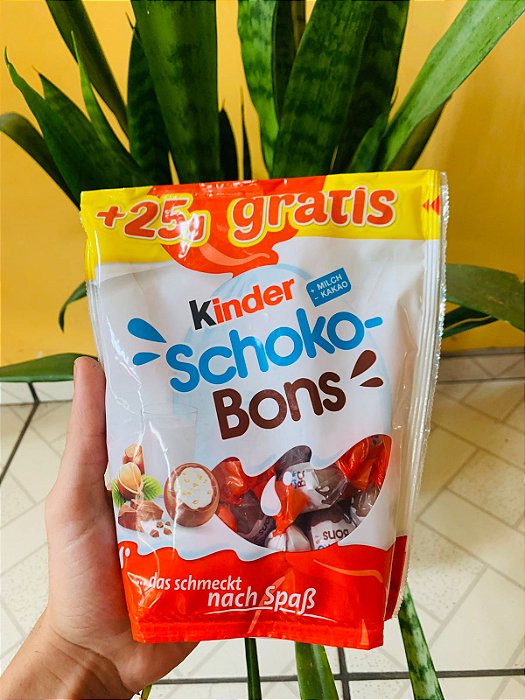 +25g gratis
Kinder
+ MILCH
- KAKAO
Schoko-
Bons
...das schmeckt
nach Spaß